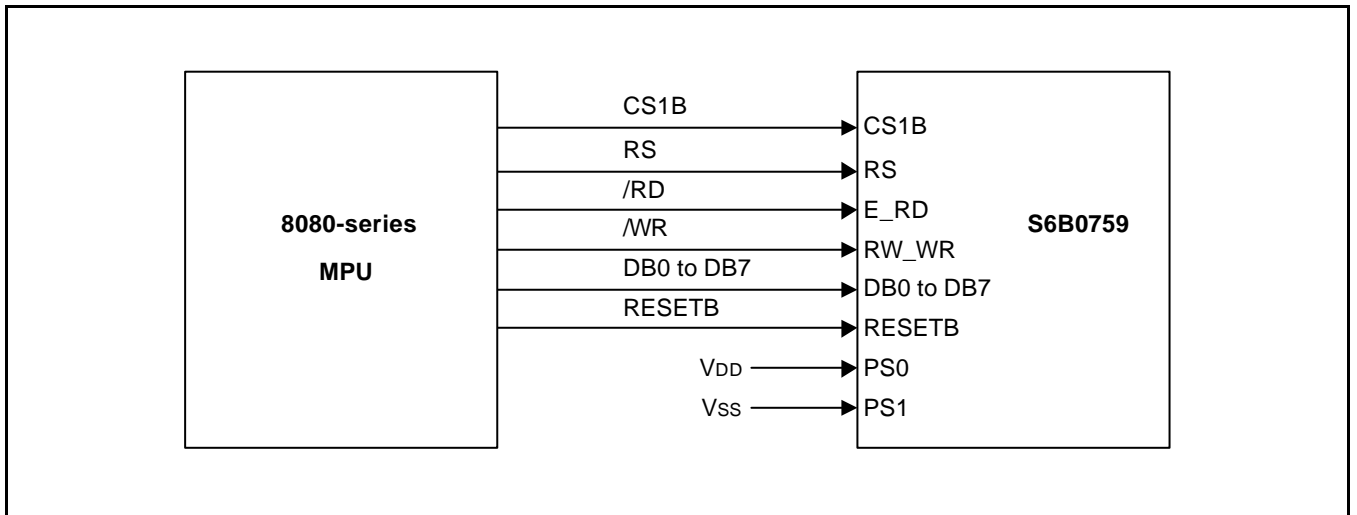 8080-series
MPU
CS1B
RS
/RD
/WR
DB0 to DB7
RESETB
VDD
VSS
CS1B
RS
E_RD
RW_WR
DB0 to DB7
RESETB
PS0
PS1
S6B0759